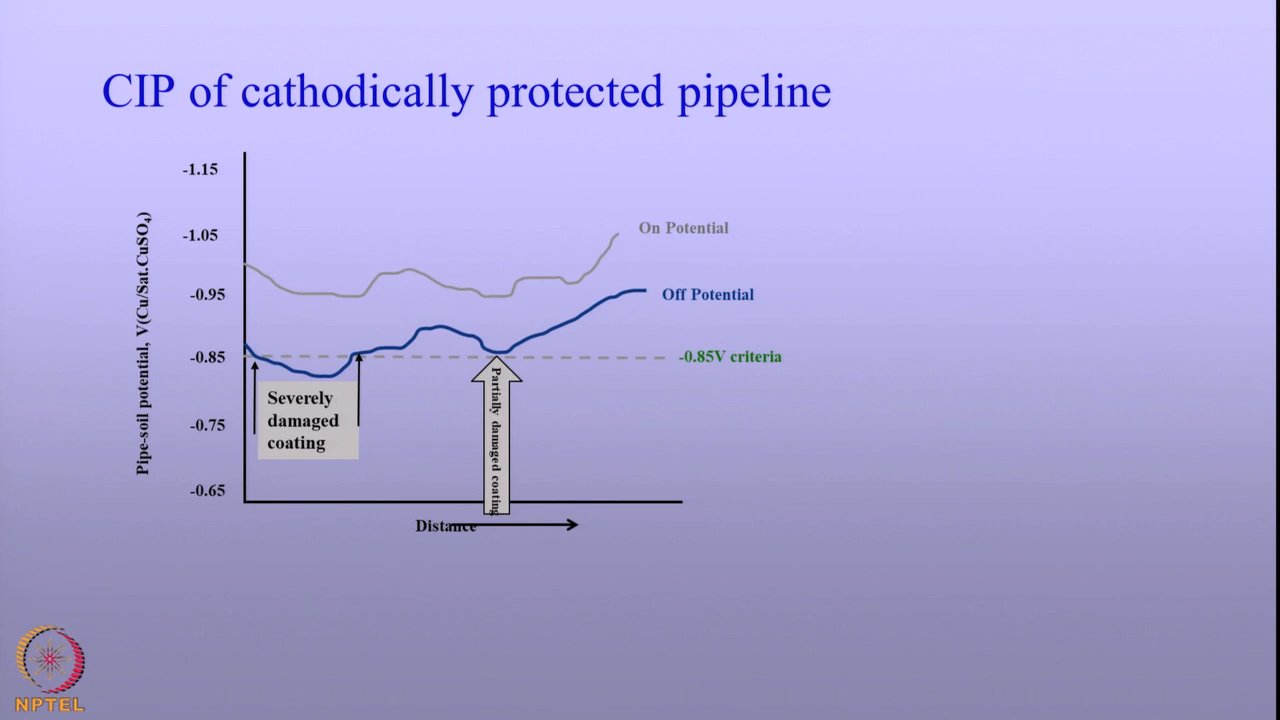 CIP of cathodically protected pipeline
-1.15
-1.05
-0.95
-0.85
-0.75
-0.65
Pipe-soil potential, V(Cu/Sat.CuSO₄)
On Potential
Off Potential
-0.85V criteria
Severely
damaged
coating
Partially damaged coating
Distance
NPTEL